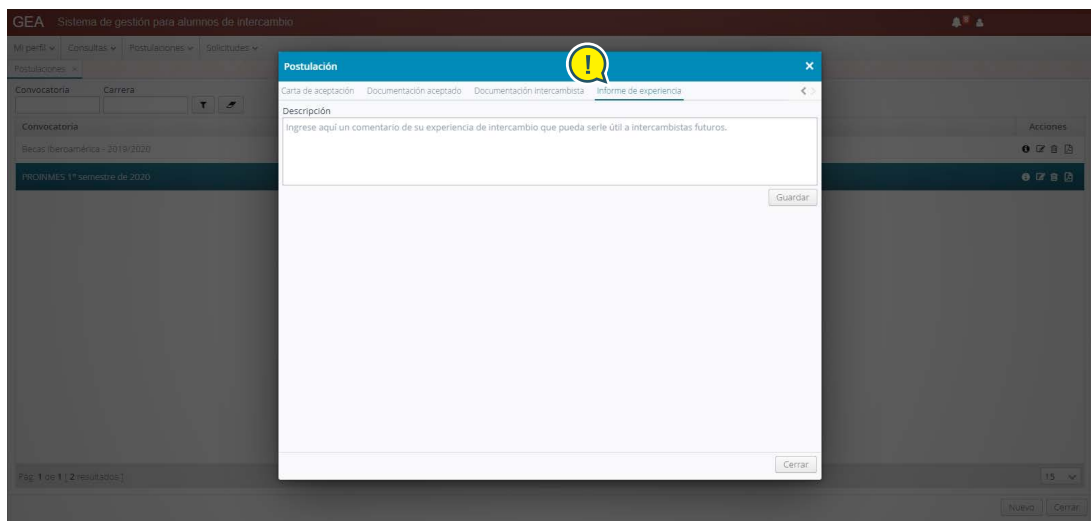 GEA Sistema de gestión para alumnos de intercambio
Mi perfil Consultas Postulaciones Solicitudes
Postulaciones ×
Convocatoria Carrera
Convocatoria Acciones
Becas Iberoamérica - 2019/2020
PROINMES 1° semestre de 2020
!
Postulación ×
Carta de aceptación Documentación aceptado Documentación intercambista Informe de experiencia
Descripción
Ingrese aquí un comentario de su experiencia de intercambio que pueda serle útil a intercambistas futuros.
Guardar
Cerrar
Pág. 1 de 1 [ 2 resultados ] 15
Nuevo Cerrar